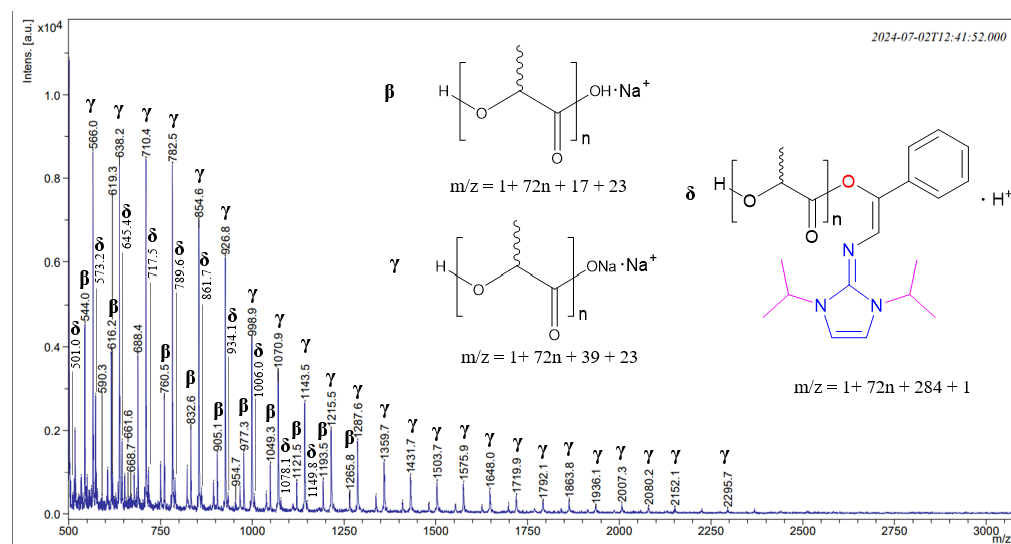 2024-07-02T12:41:52.000
Intens. [a.u.]
x10⁴
1.0
0.8
0.6
0.4
0.2
0.0
500
750
1000
1250
1500
1750
2000
2250
2500
2750
3000
m/z
δ 501.0
β 544.0
γ 566.0
δ 573.2
590.3
β 616.2
619.3
γ 638.2
δ 645.4
661.6
668.7
688.4
γ 710.4
δ 717.5
β 760.5
γ 782.5
δ 789.6
β 832.6
γ 854.6
δ 861.7
β 905.1
γ 926.8
δ 934.1
954.7
β 977.3
γ 998.9
δ 1006.0
β 1049.3
γ 1070.9
δ 1078.1
β 1121.5
γ 1143.5
δ 1149.8
β 1193.5
γ 1215.5
β 1265.8
γ 1287.6
γ 1359.7
γ 1431.7
γ 1503.7
γ 1575.9
γ 1648.0
γ 1719.9
γ 1792.1
γ 1863.8
γ 1936.1
γ 2007.3
γ 2080.2
γ 2152.1
γ 2295.7
β
H
O
O
n
OH·Na⁺
m/z = 1+ 72n + 17 + 23
γ
H
O
O
n
ONa·Na⁺
m/z = 1+ 72n + 39 + 23
δ
H
O
O
n
O
· H⁺
N
N
N
m/z = 1+ 72n + 284 + 1